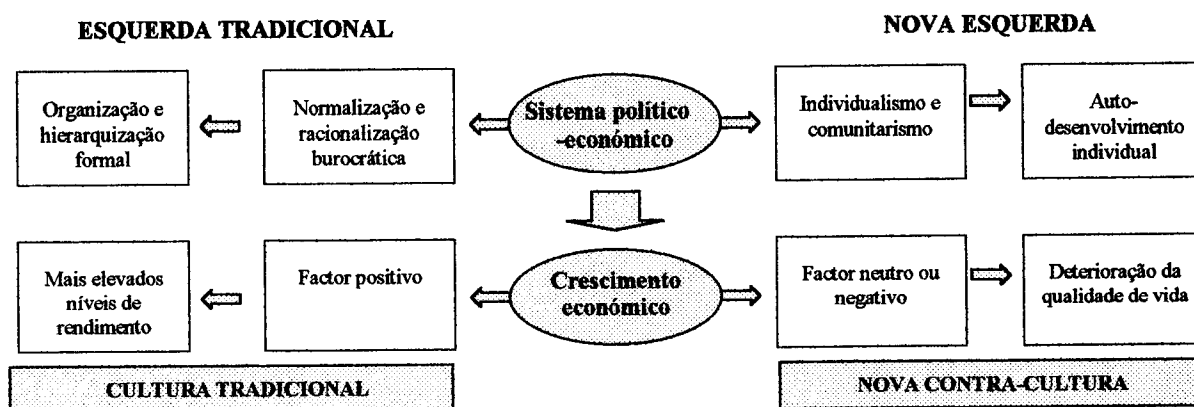 ESQUERDA TRADICIONAL
NOVA ESQUERDA
Organização e
hierarquização
formal
Normalização e
racionalização
burocrática
Sistema político
-económico
Individualismo e
comunitarismo
Auto-
desenvolvimento
individual
Mais elevados
níveis de
rendimento
Factor positivo
Crescimento
económico
Factor neutro ou
negativo
Deterioração da
qualidade de vida
CULTURA TRADICIONAL
NOVA CONTRA-CULTURA